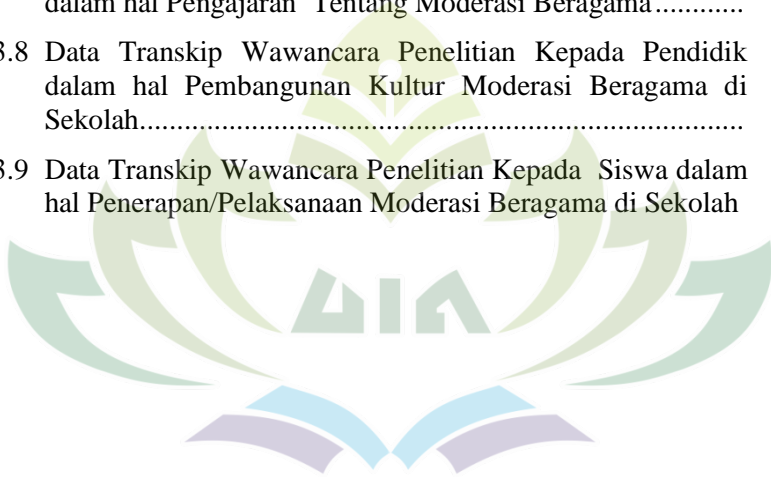 dalam hal Pengajaran Tentang Moderasi Beragama............
3.8 Data Transkip Wawancara Penelitian Kepada Pendidik
dalam hal Pembangunan Kultur Moderasi Beragama di
Sekolah.................................................................................
3.9 Data Transkip Wawancara Penelitian Kepada Siswa dalam
hal Penerapan/Pelaksanaan Moderasi Beragama di Sekolah
UIN